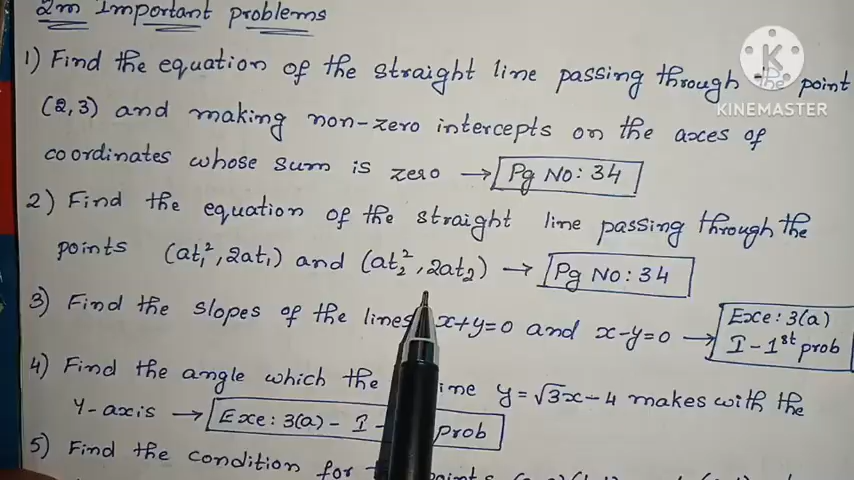 2m Important problems
1) Find the equation of the straight line passing through the point
KINEMASTER
(2,3) and making non-zero intercepts on the axes of
coordinates whose sum is zero → Pg No: 34
2) Find the equation of the straight line passing through the
points (at₁², 2at₁) and (at₂², 2at₂) → Pg No: 34
3) Find the slopes of the lines x+y=0 and x-y=0 → Exe: 3(a)
I - 1st prob
4) Find the angle which the line y = √3x - 4 makes with the
Y-axis → Exe: 3(a) - I - prob
5) Find the condition for